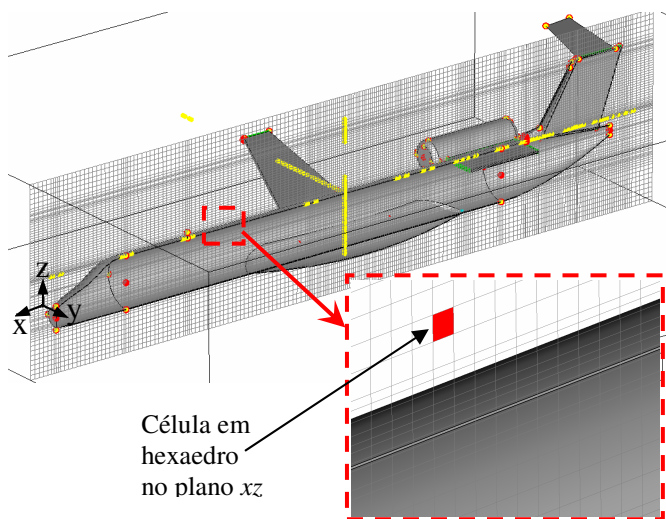 z
x
y
Célula em
hexaedro
no plano xz